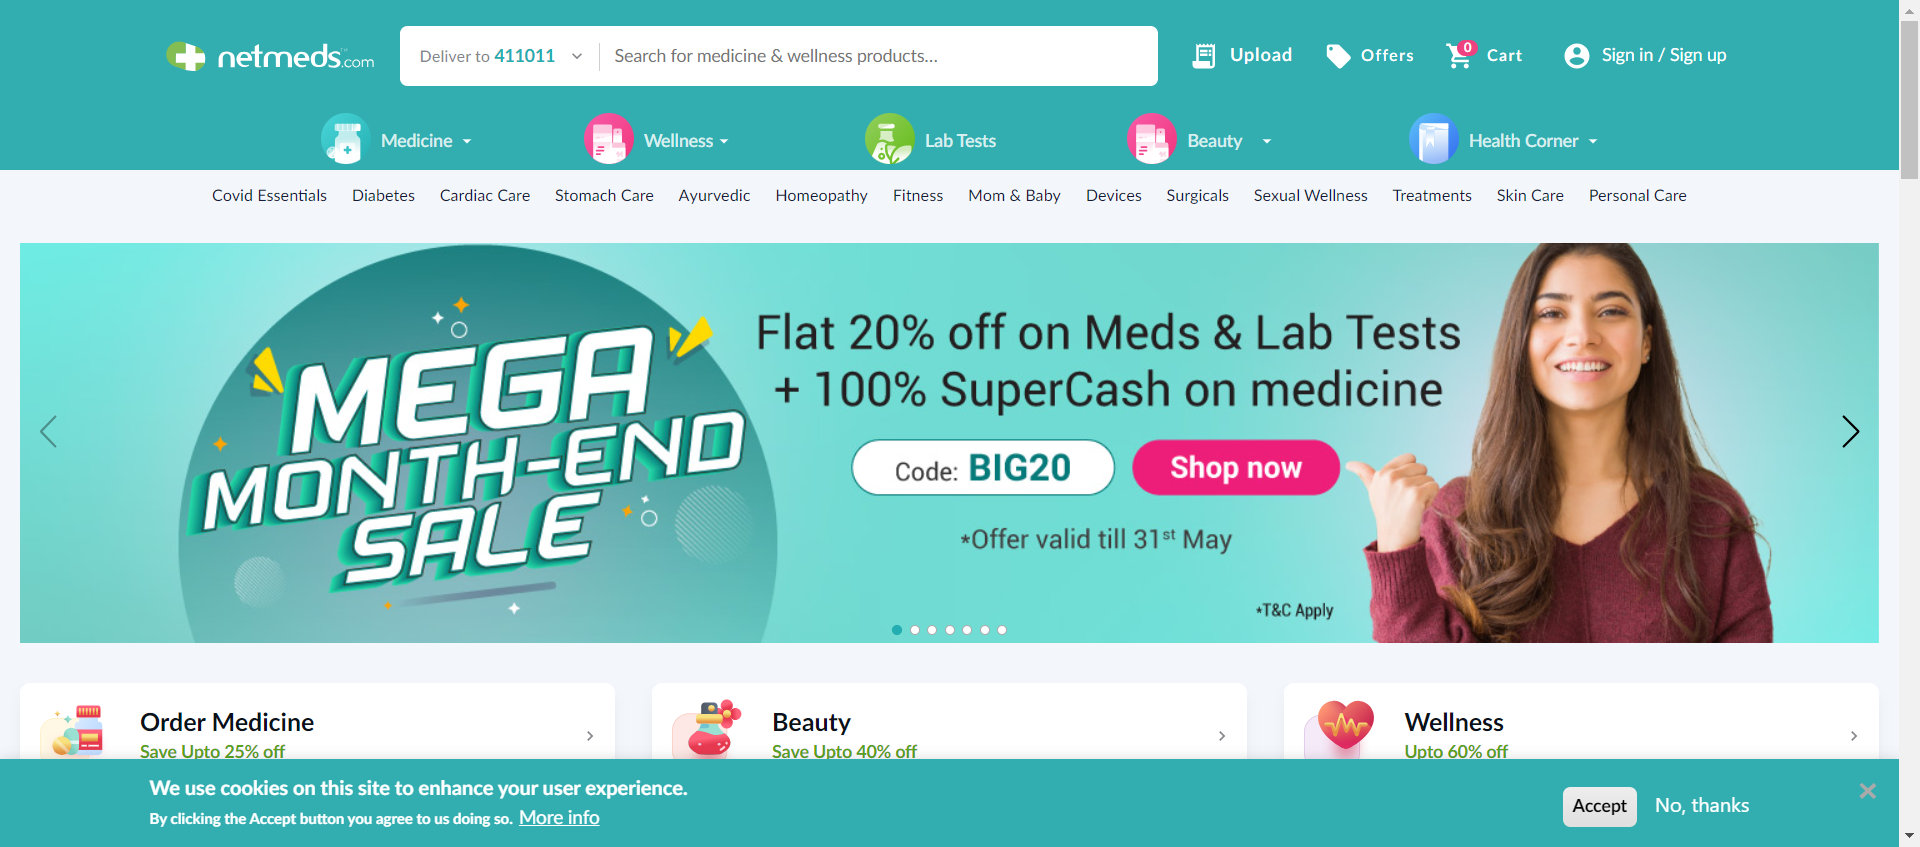 netmeds.com
Deliver to 411011
Search for medicine & wellness products...
Upload
Offers
0
Cart
Sign in / Sign up
Medicine
Wellness
Lab Tests
Beauty
Health Corner
Covid Essentials Diabetes Cardiac Care Stomach Care Ayurvedic Homeopathy Fitness Mom & Baby Devices Surgicals Sexual Wellness Treatments Skin Care Personal Care
MEGA
MONTH-END
SALE
Flat 20% off on Meds & Lab Tests
+ 100% SuperCash on medicine
Code: BIG20
Shop now
*Offer valid till 31st May
*T&C Apply
Order Medicine
Save Upto 25% off
Beauty
Save Upto 40% off
Wellness
Upto 60% off
We use cookies on this site to enhance your user experience.
By clicking the Accept button you agree to us doing so. More info
Accept
No, thanks